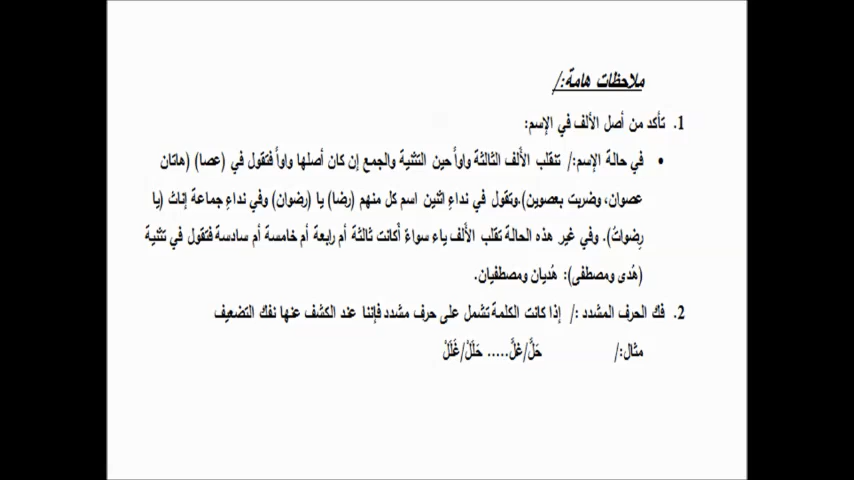 ملاحظات هامة:/
1. تأكد من أصل الألف في الإسم:
• في حالة الإسم:/ تنقلب الألف الثالثة واواً حين التثنية والجمع إن كان أصلها واواً فتقول في (عصا) (هاتان
عصوان، وضربت بعصوين).وتقول في نداءِ اثنين اسم كل منهم (رضا) يا (رضوان) وفي نداءِ جماعة إناث (يا
رضواتُ). وفي غير هذه الحالة تقلب الألف ياء سواءً أكانت ثالثة أم رابعة أم خامسة أم سادسة فتقول في تثنية
(هُدى ومصطفى): هُديان ومصطفيان.
2. فك الحرف المشدد :/ إذا كانت الكلمة تشمل على حرف مشدد فإننا عند الكشف عنها نفك التضعيف
مثال:/ حَلَّ/غلَّ..... حَلَلَ/غَلَلَ